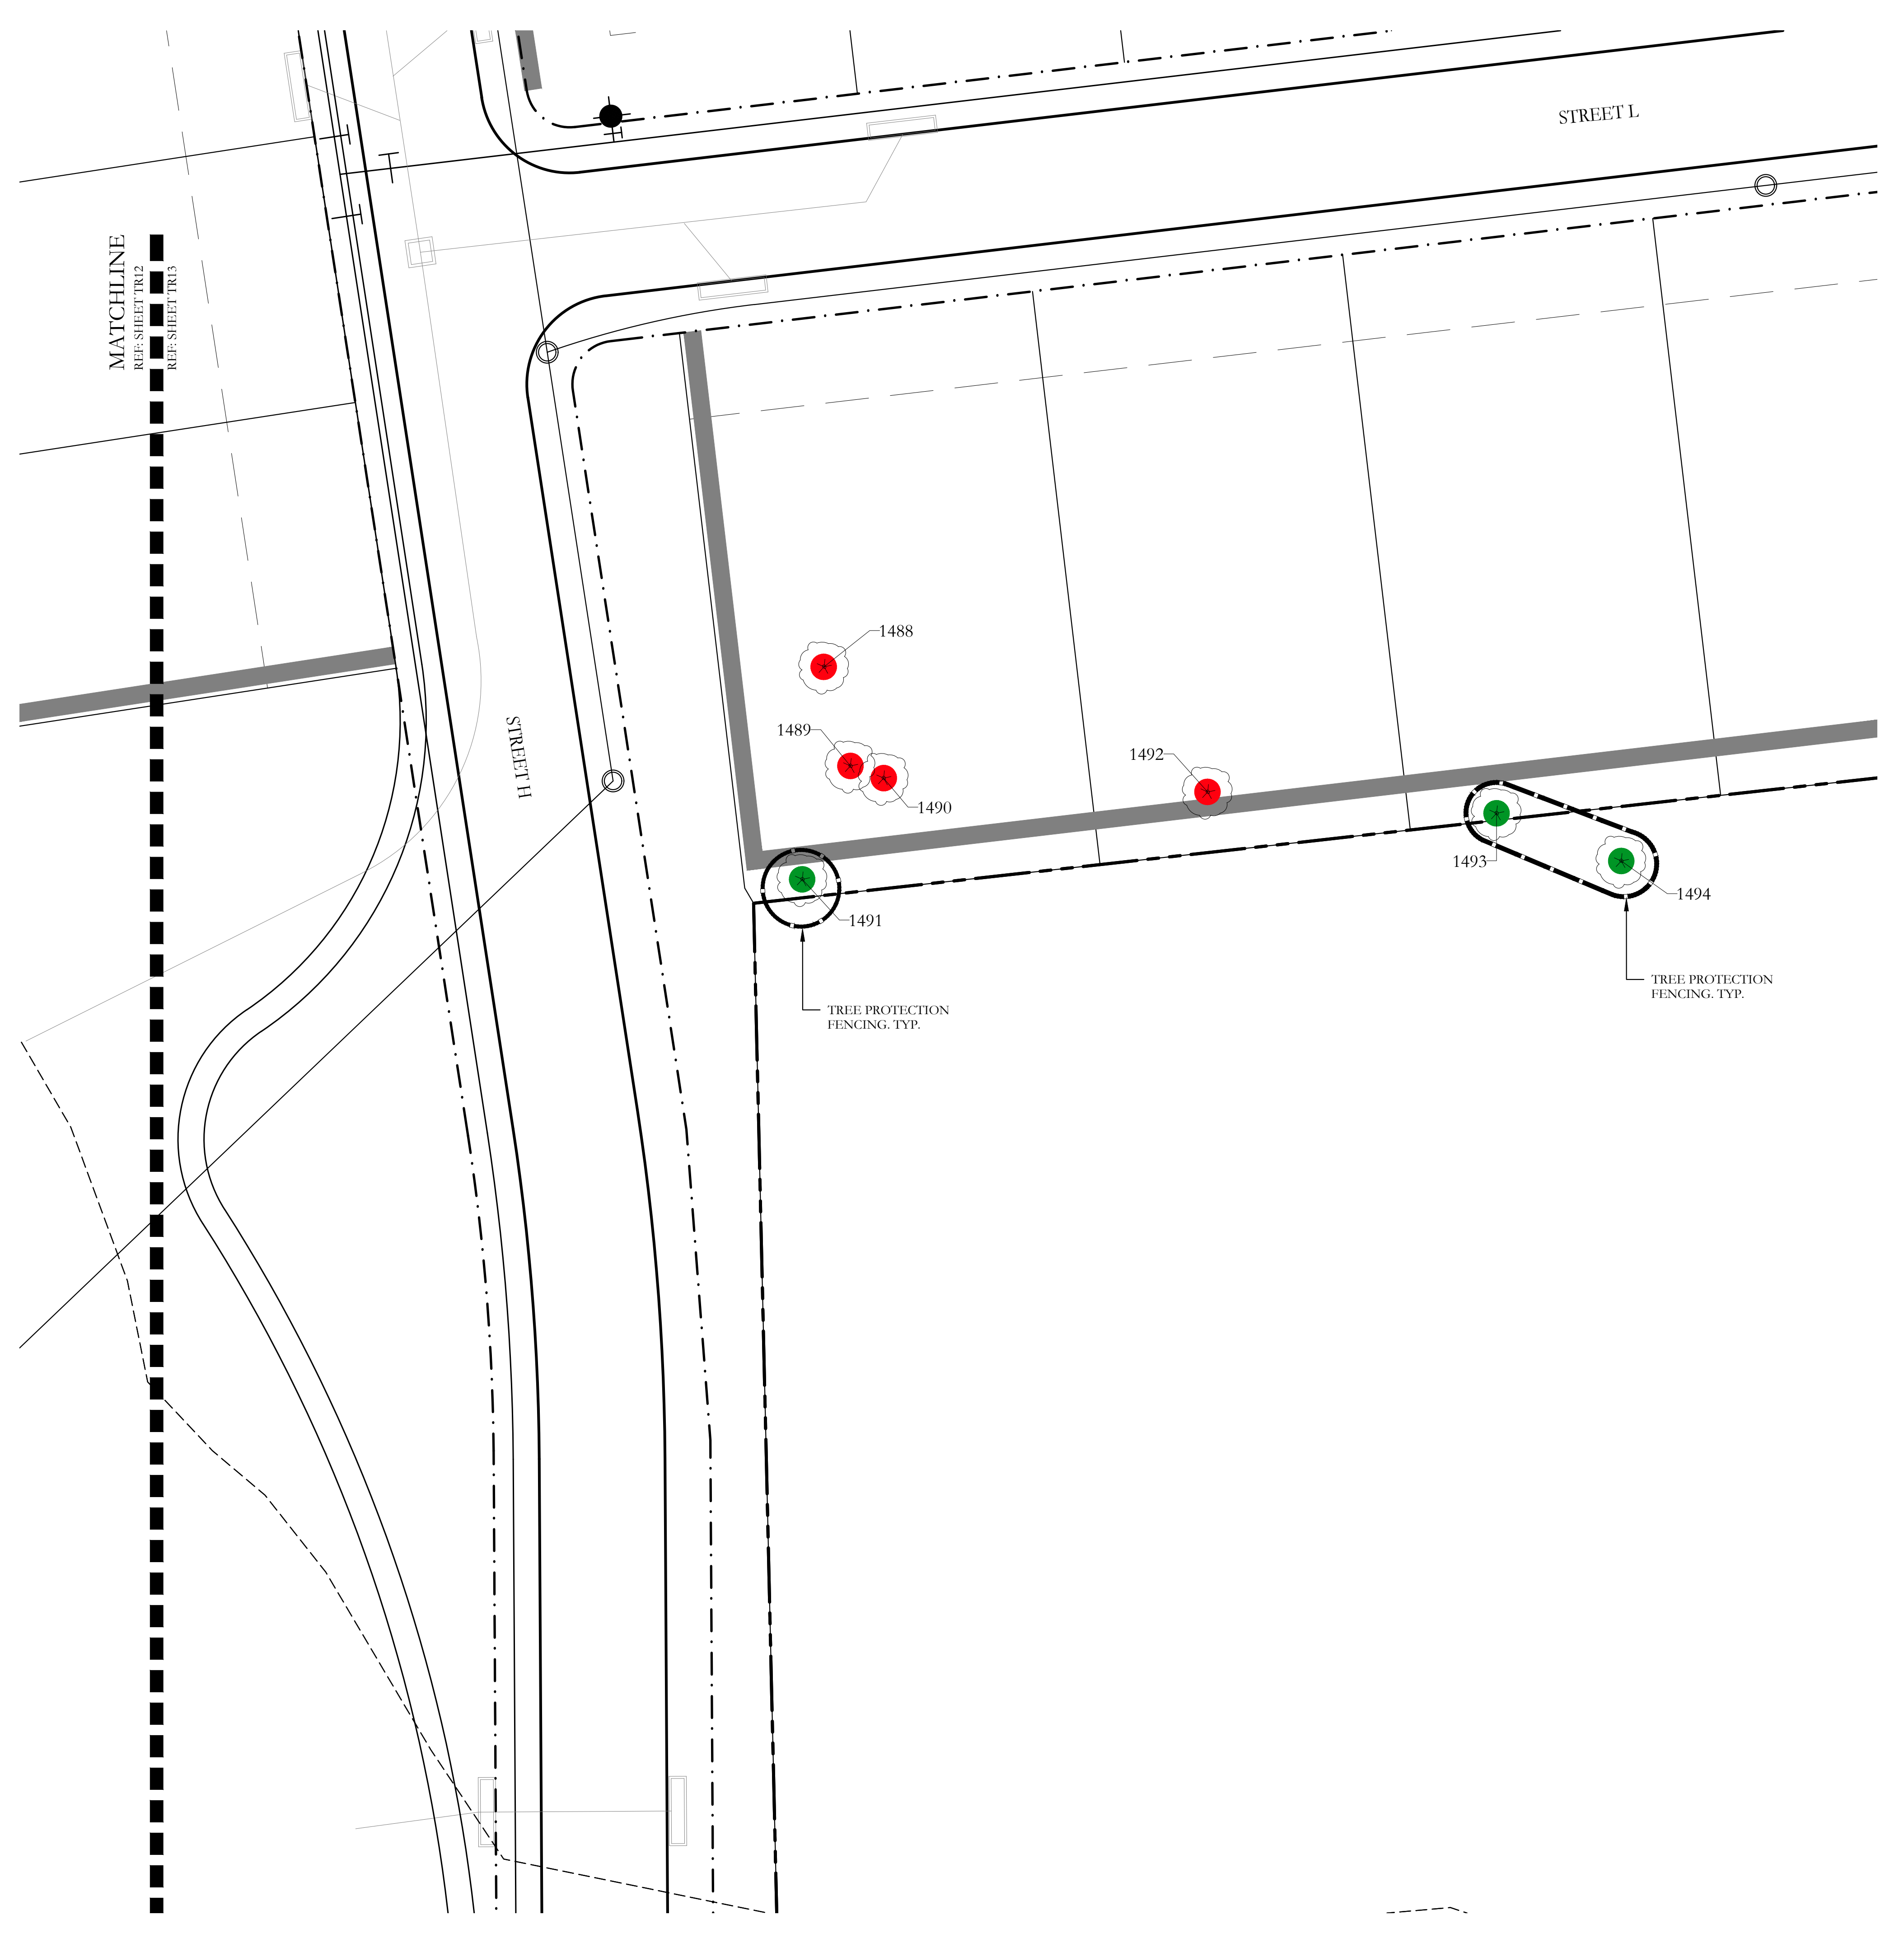 STREET L
MATCHLINE
REF: SHEET TR12
REF: SHEET TR13
1488
STREET H
1489
1490
1492
1493
1494
1491
TREE PROTECTION
FENCING. TYP.
TREE PROTECTION
FENCING. TYP.